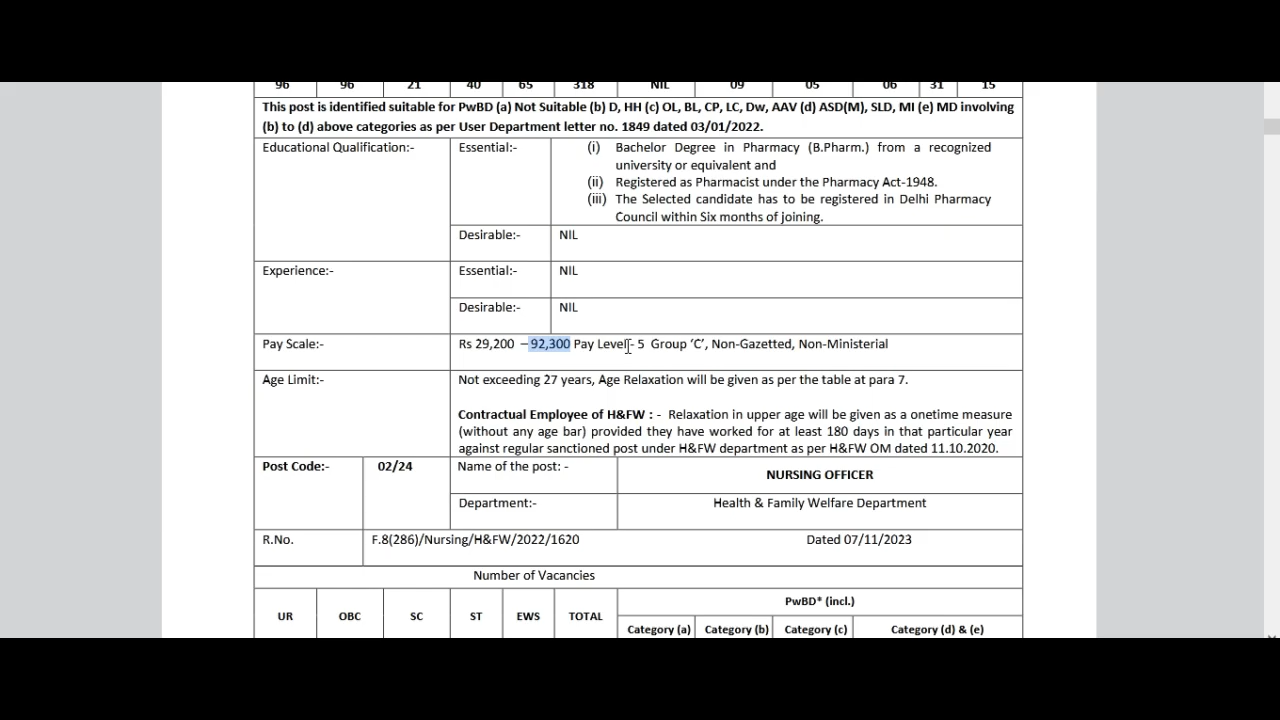 96 96 21 40 65 318 NIL 09 05 06 31 15
This post is identified suitable for PwBD (a) Not Suitable (b) D, HH (c) OL, BL, CP, LC, Dw, AAV (d) ASD(M), SLD, MI (e) MD involving
(b) to (d) above categories as per User Department letter no. 1849 dated 03/01/2022.
Educational Qualification:- Essential:- (i) Bachelor Degree in Pharmacy (B.Pharm.) from a recognized
university or equivalent and
(ii) Registered as Pharmacist under the Pharmacy Act-1948.
(iii) The Selected candidate has to be registered in Delhi Pharmacy
Council within Six months of joining.
Desirable:- NIL
Experience:- Essential:- NIL
Desirable:- NIL
Pay Scale:- Rs 29,200 – 92,300 Pay Level- 5 Group ‘C’, Non-Gazetted, Non-Ministerial
Age Limit:- Not exceeding 27 years, Age Relaxation will be given as per the table at para 7.
Contractual Employee of H&FW : - Relaxation in upper age will be given as a onetime measure
(without any age bar) provided they have worked for at least 180 days in that particular year
against regular sanctioned post under H&FW department as per H&FW OM dated 11.10.2020.
Post Code:- 02/24 Name of the post: - NURSING OFFICER
Department:- Health & Family Welfare Department
R.No. F.8(286)/Nursing/H&FW/2022/1620 Dated 07/11/2023
Number of Vacancies
UR OBC SC ST EWS TOTAL PwBD* (incl.)
Category (a) Category (b) Category (c) Category (d) & (e)